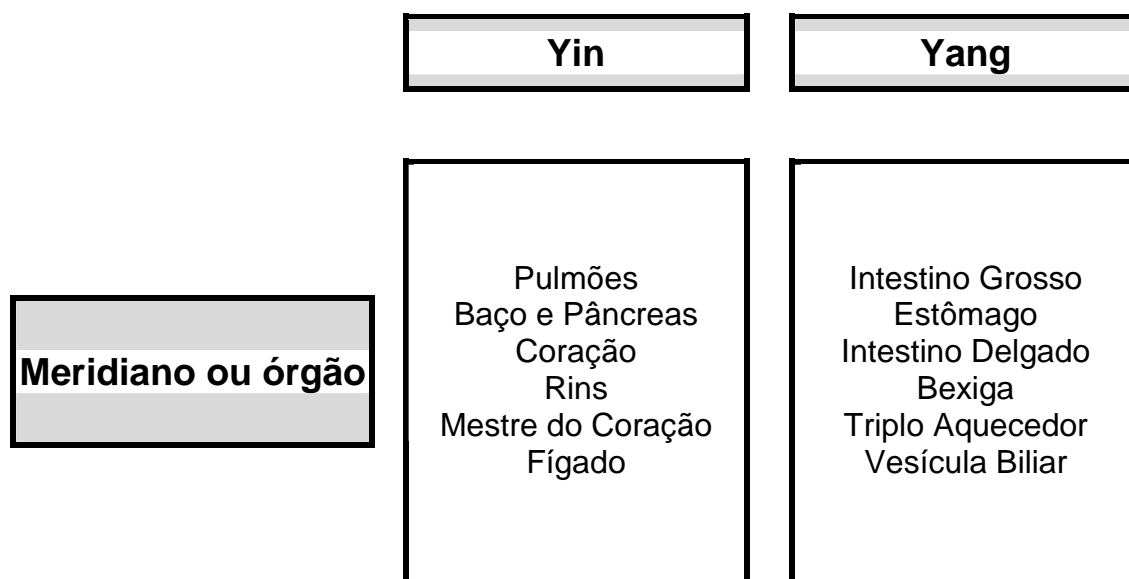 Yin
Yang
Meridiano ou órgão
Pulmões
Baço e Pâncreas
Coração
Rins
Mestre do Coração
Fígado
Intestino Grosso
Estômago
Intestino Delgado
Bexiga
Triplo Aquecedor
Vesícula Biliar